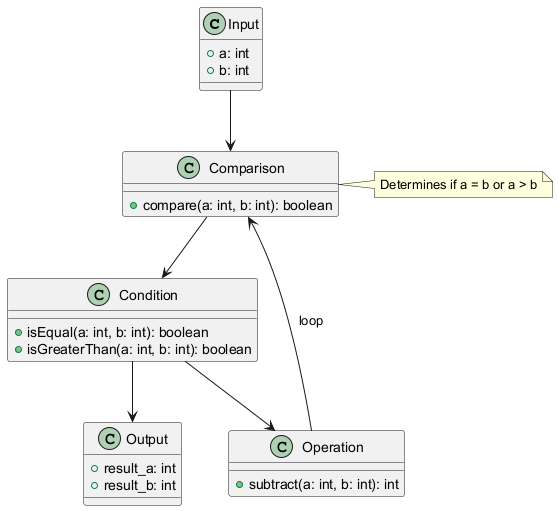 C Input
a: int
b: int
C Comparison
compare(a: int, b: int): boolean
Determines if a = b or a > b
C Condition
isEqual(a: int, b: int): boolean
isGreaterThan(a: int, b: int): boolean
loop
C Output
result_a: int
result_b: int
C Operation
subtract(a: int, b: int): int